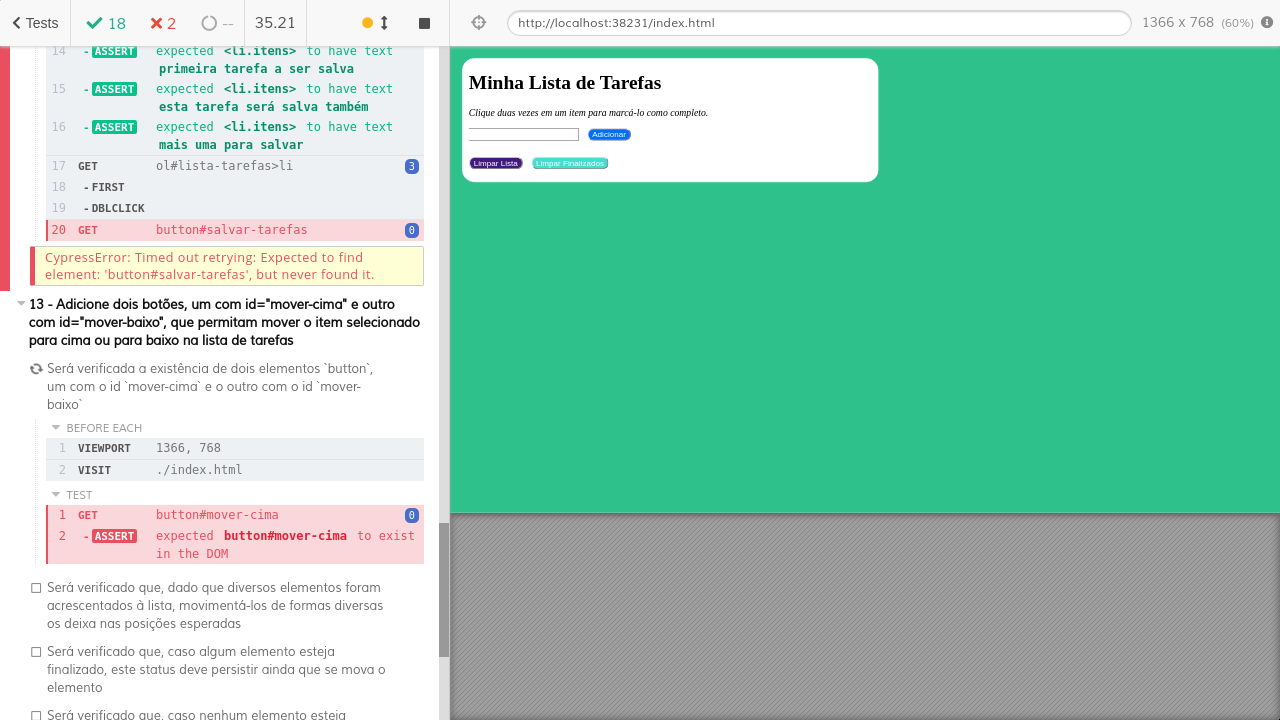 Tests
18
2
--
35.21
http://localhost:38231/index.html
1366 x 768 (60%)
14 - ASSERT expected <li.itens> to have text
primeira tarefa a ser salva
15 - ASSERT expected <li.itens> to have text
esta tarefa será salva também
16 - ASSERT expected <li.itens> to have text
mais uma para salvar
17 GET ol#lista-tarefas>li 3
18 - FIRST
19 - DBLCLICK
20 GET button#salvar-tarefas 0
CypressError: Timed out retrying: Expected to find
element: 'button#salvar-tarefas', but never found it.
13 - Adicione dois botões, um com id="mover-cima" e outro
com id="mover-baixo", que permitam mover o item selecionado
para cima ou para baixo na lista de tarefas
Será verificada a existência de dois elementos `button`,
um com o id `mover-cima` e o outro com o id `mover-
baixo`
BEFORE EACH
1 VIEWPORT 1366, 768
2 VISIT ./index.html
TEST
1 GET button#mover-cima 0
2 - ASSERT expected button#mover-cima to exist
in the DOM
Será verificado que, dado que diversos elementos foram
acrescentados à lista, movimentá-los de formas diversas
os deixa nas posições esperadas
Será verificado que, caso algum elemento esteja
finalizado, este status deve persistir ainda que se mova o
elemento
Será verificado que, caso nenhum elemento esteja
Minha Lista de Tarefas
Clique duas vezes em um item para marcá-lo como completo.
Adicionar
Limpar Lista Limpar Finalizados